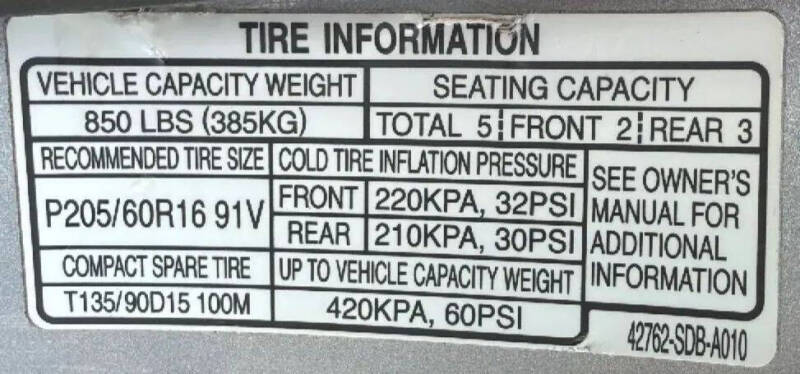 TIRE INFORMATION
VEHICLE CAPACITY WEIGHT SEATING CAPACITY
850 LBS (385KG) TOTAL 5 FRONT 2 REAR 3
RECOMMENDED TIRE SIZE COLD TIRE INFLATION PRESSURE SEE OWNER'S
P205/60R16 91V FRONT 220KPA, 32PSI MANUAL FOR
REAR 210KPA, 30PSI ADDITIONAL
COMPACT SPARE TIRE UP TO VEHICLE CAPACITY WEIGHT INFORMATION
T135/90D15 100M 420KPA, 60PSI
42762-SDB-A010